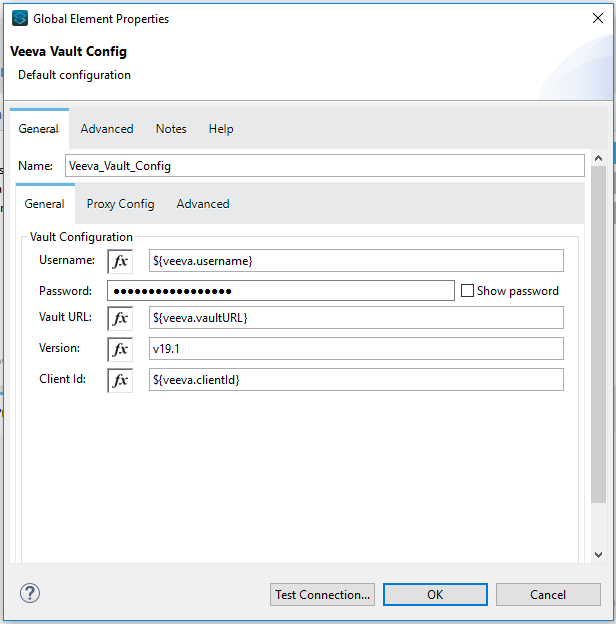 Global Element Properties
Veeva Vault Config
Default configuration
General Advanced Notes Help
Name: Veeva_Vault_Config
General Proxy Config Advanced
Vault Configuration
Username: fx ${veeva.username}
Password: ●●●●●●●●●●●●●●●●● Show password
Vault URL: fx ${veeva.vaultURL}
Version: fx v19.1
Client Id: fx ${veeva.clientId}
? Test Connection... OK Cancel